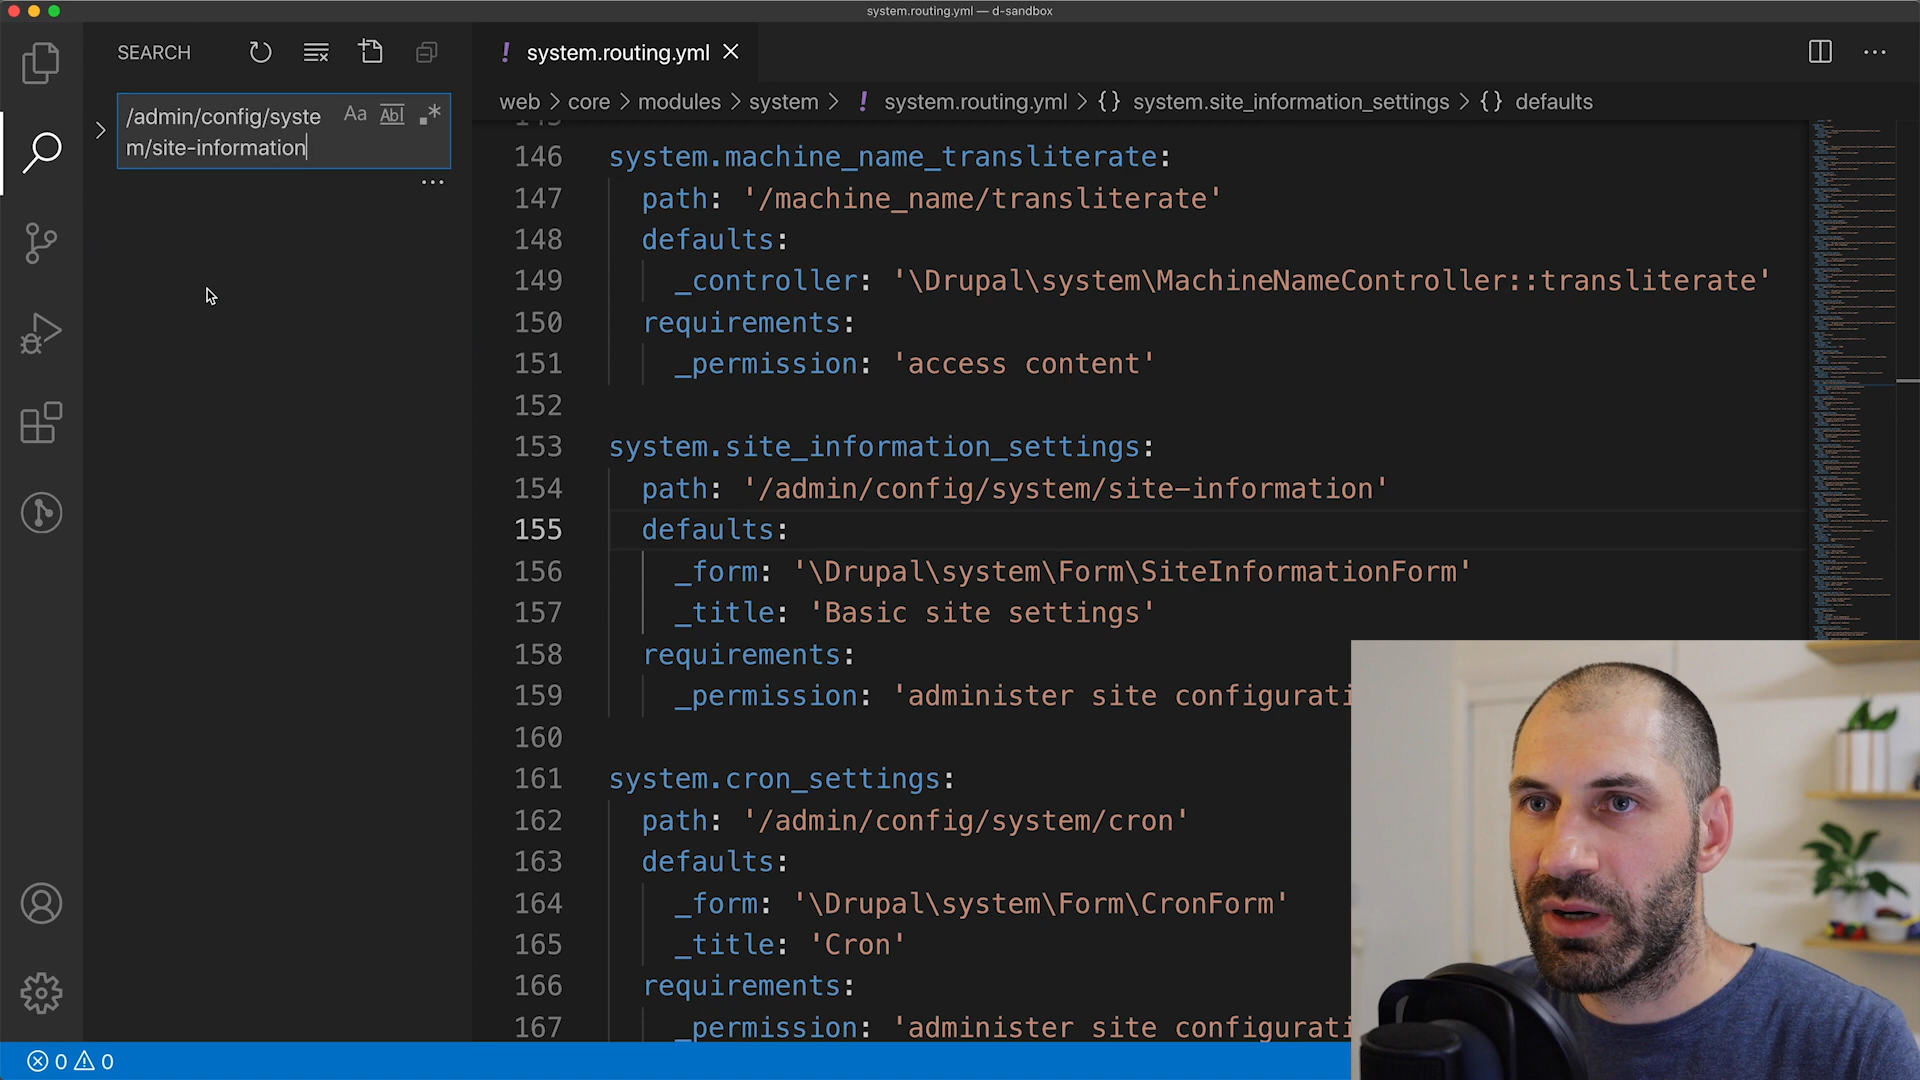 system.routing.yml — d-sandbox
SEARCH
/admin/config/syste
m/site-information
Aa
Abl
.*
...
! system.routing.yml
web > core > modules > system > ! system.routing.yml > {} system.site_information_settings > {} defaults
146 system.machine_name_transliterate:
147 path: '/machine_name/transliterate'
148 defaults:
149 _controller: '\Drupal\system\MachineNameController::transliterate'
150 requirements:
151 _permission: 'access content'
152
153 system.site_information_settings:
154 path: '/admin/config/system/site-information'
155 defaults:
156 _form: '\Drupal\system\Form\SiteInformationForm'
157 _title: 'Basic site settings'
158 requirements:
159 _permission: 'administer site configurati
160
161 system.cron_settings:
162 path: '/admin/config/system/cron'
163 defaults:
164 _form: '\Drupal\system\Form\CronForm'
165 _title: 'Cron'
166 requirements:
167 _permission: 'administer site configurati
0 0